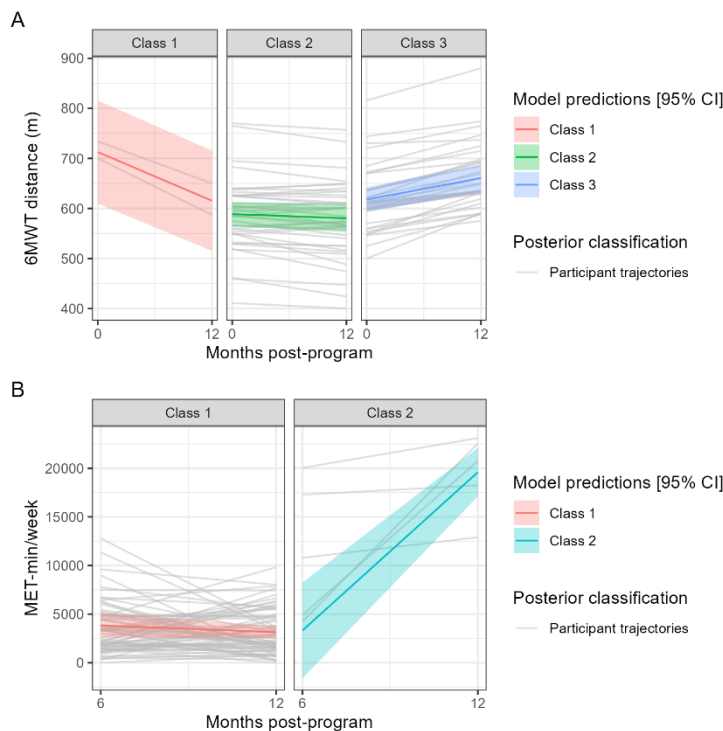 A
Class 1
Class 2
Class 3
900
800
700
600
500
400
6MWT distance (m)
0
12
0
12
0
12
Months post-program
Model predictions [95% CI]
Class 1
Class 2
Class 3
Posterior classification
Participant trajectories
B
Class 1
Class 2
20000
15000
10000
5000
0
MET-min/week
6
12
6
12
Months post-program
Model predictions [95% CI]
Class 1
Class 2
Posterior classification
Participant trajectories